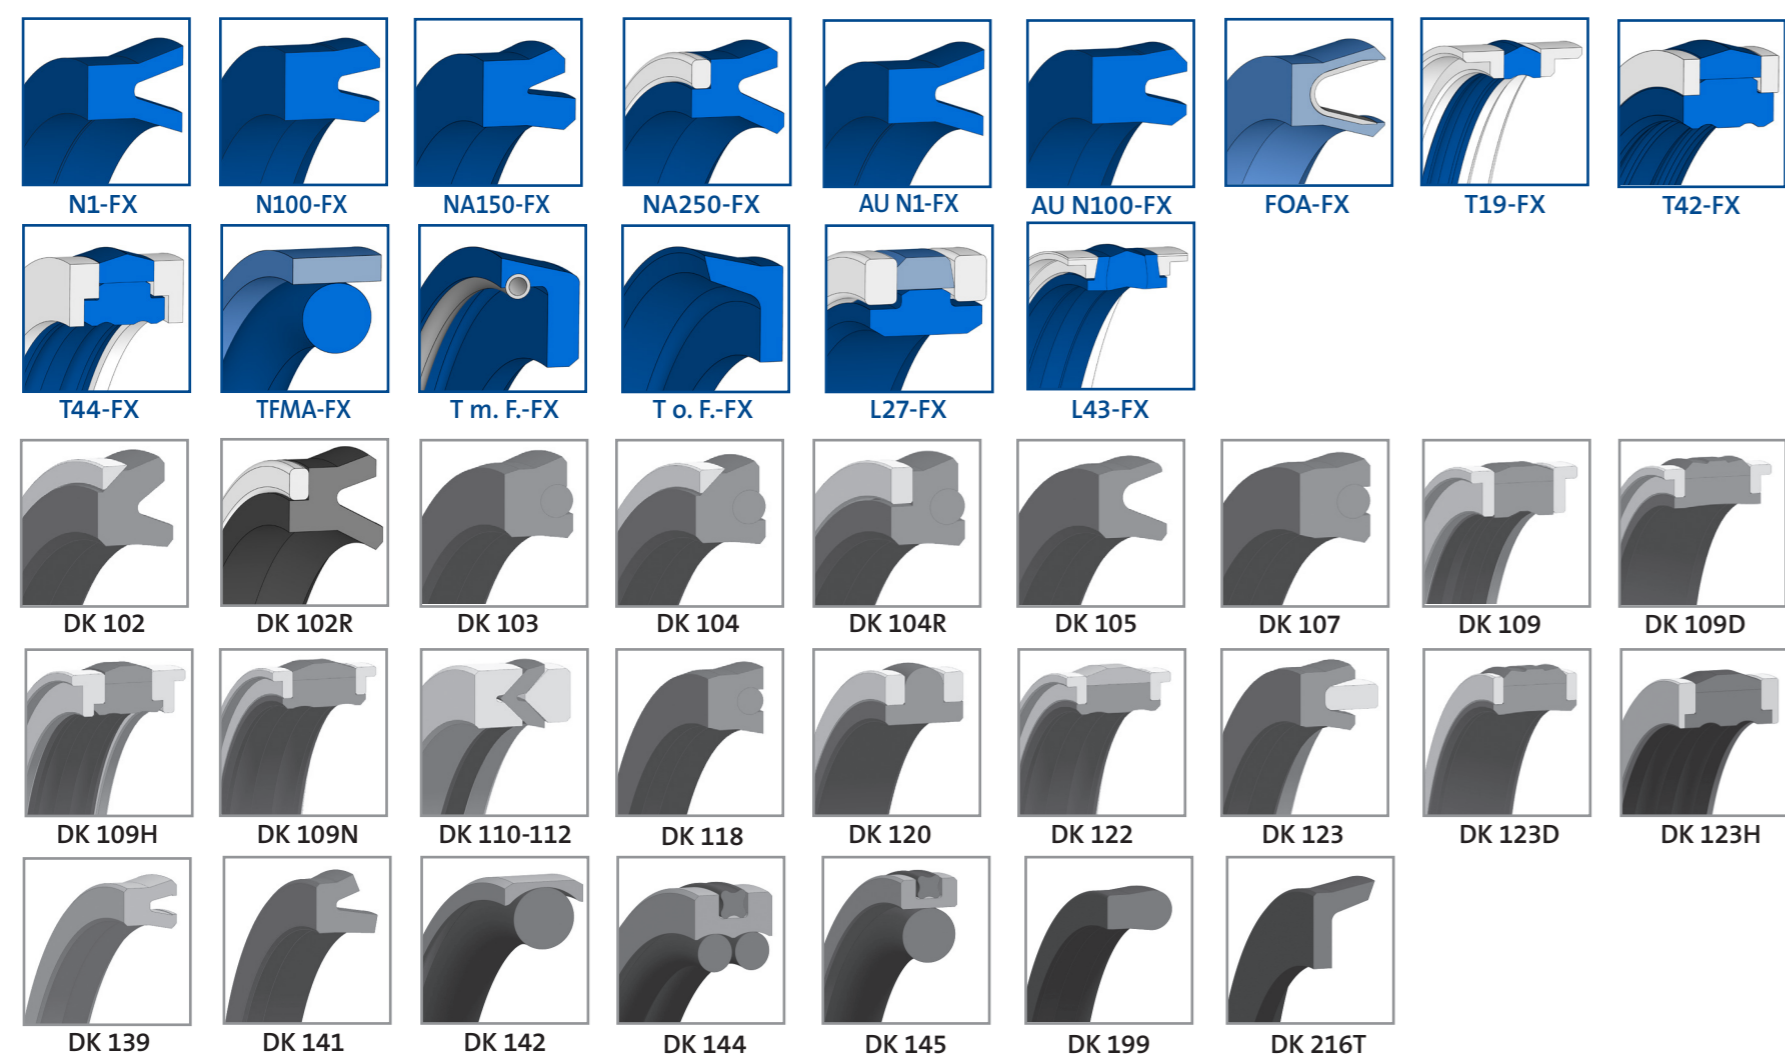 N1-FX N100-FX NA150-FX NA250-FX AU N1-FX AU N100-FX FOA-FX T19-FX T42-FX
T44-FX TFMA-FX T m. F.-FX T o. F.-FX L27-FX L43-FX
DK 102 DK 102R DK 103 DK 104 DK 104R DK 105 DK 107 DK 109 DK 109D
DK 109H DK 109N DK 110-112 DK 118 DK 120 DK 122 DK 123 DK 123D DK 123H
DK 139 DK 141 DK 142 DK 144 DK 145 DK 199 DK 216T